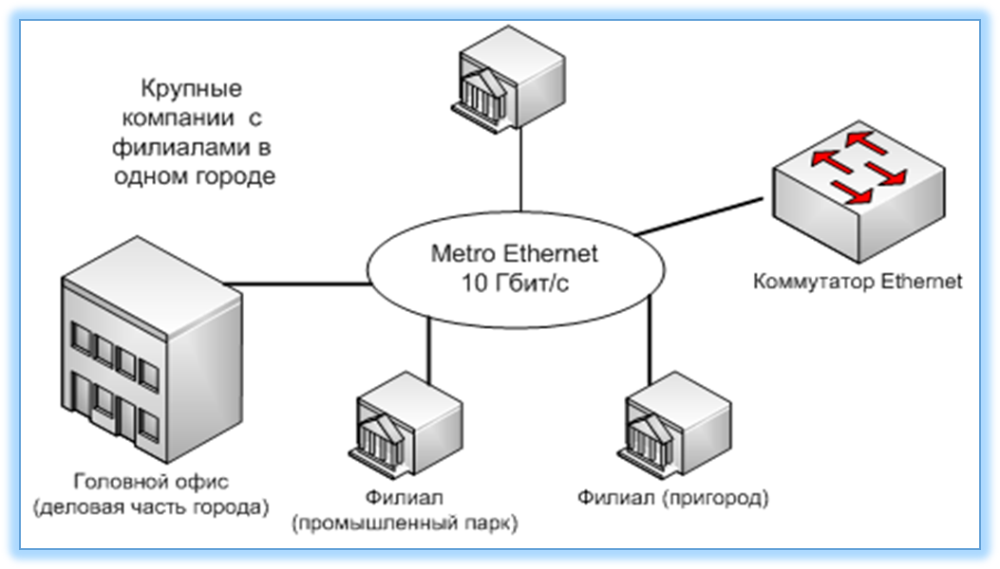 Крупные
компании с
филиалами в
одном городе
Metro Ethernet
10 Гбит/с
Коммутатор Ethernet
Головной офис
(деловая часть города)
Филиал
(промышленный парк)
Филиал (пригород)